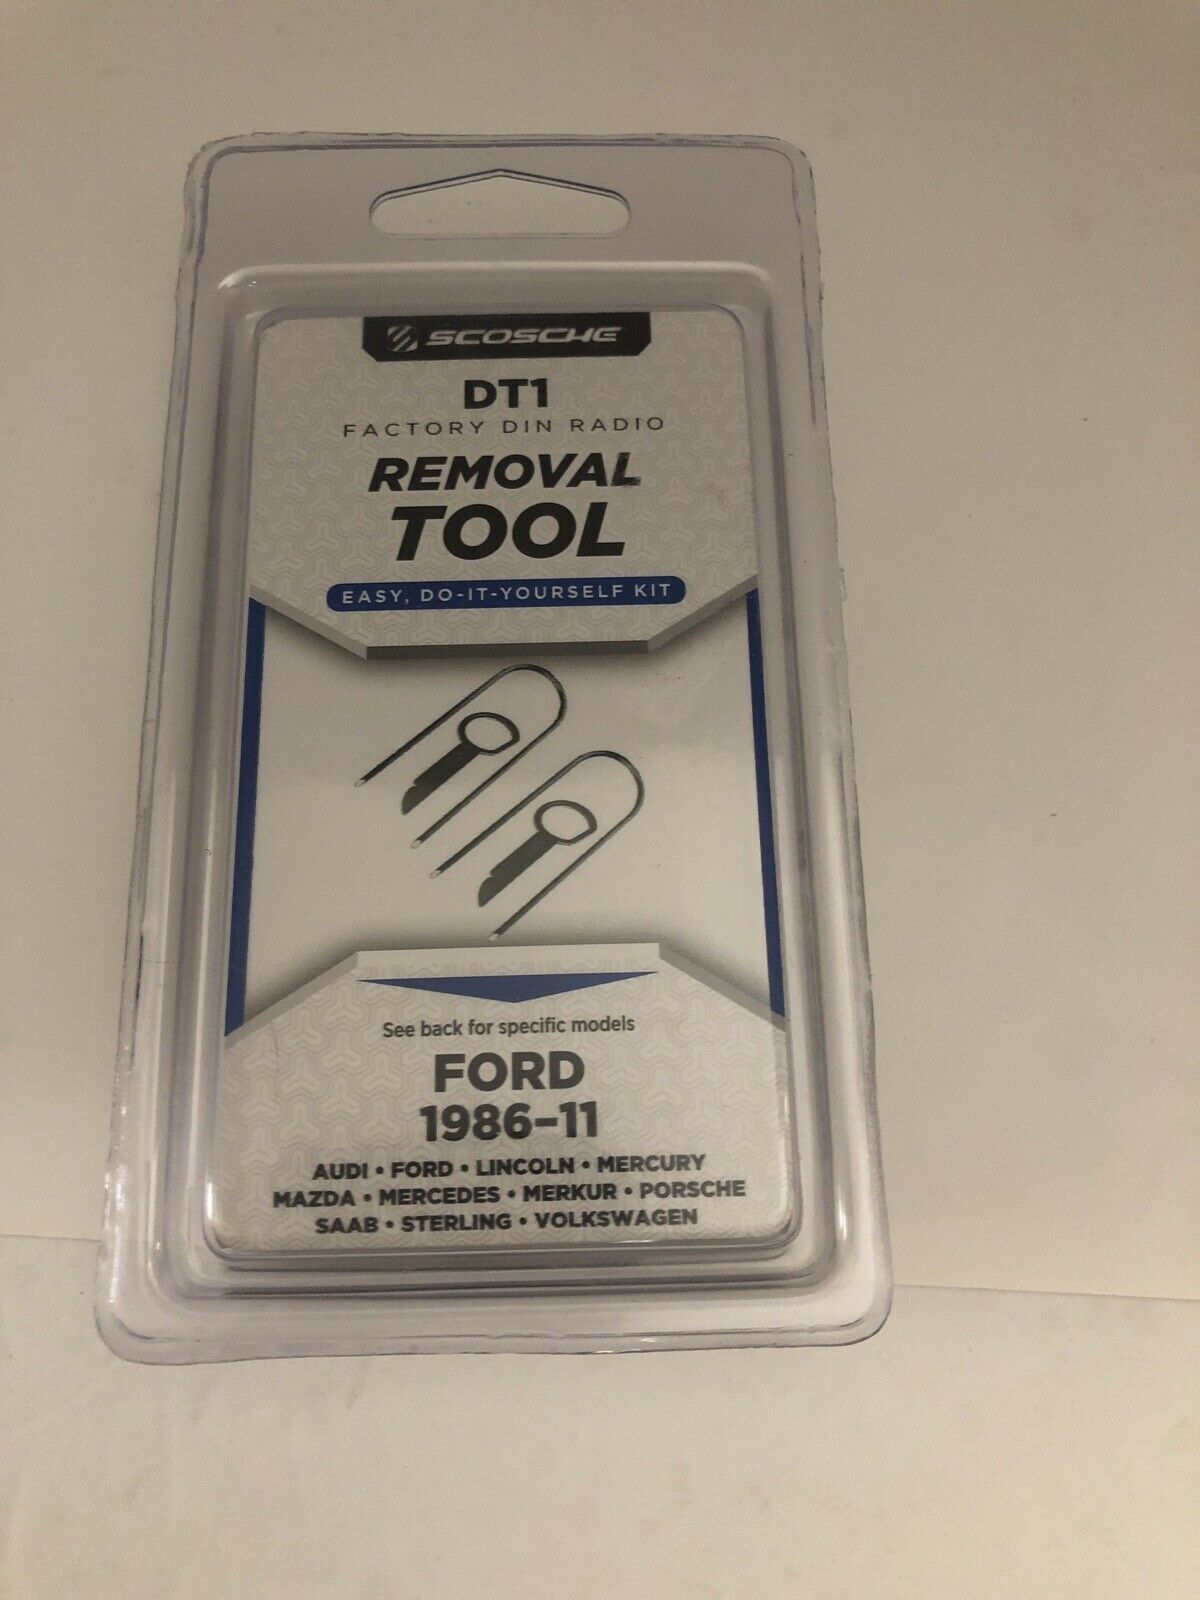 SCOSCHE
DT1
FACTORY DIN RADIO
REMOVAL
TOOL
EASY, DO-IT-YOURSELF KIT
See back for specific models
FORD
1986-11
AUDI • FORD • LINCOLN • MERCURY
MAZDA • MERCEDES • MERKUR • PORSCHE
SAAB • STERLING • VOLKSWAGEN